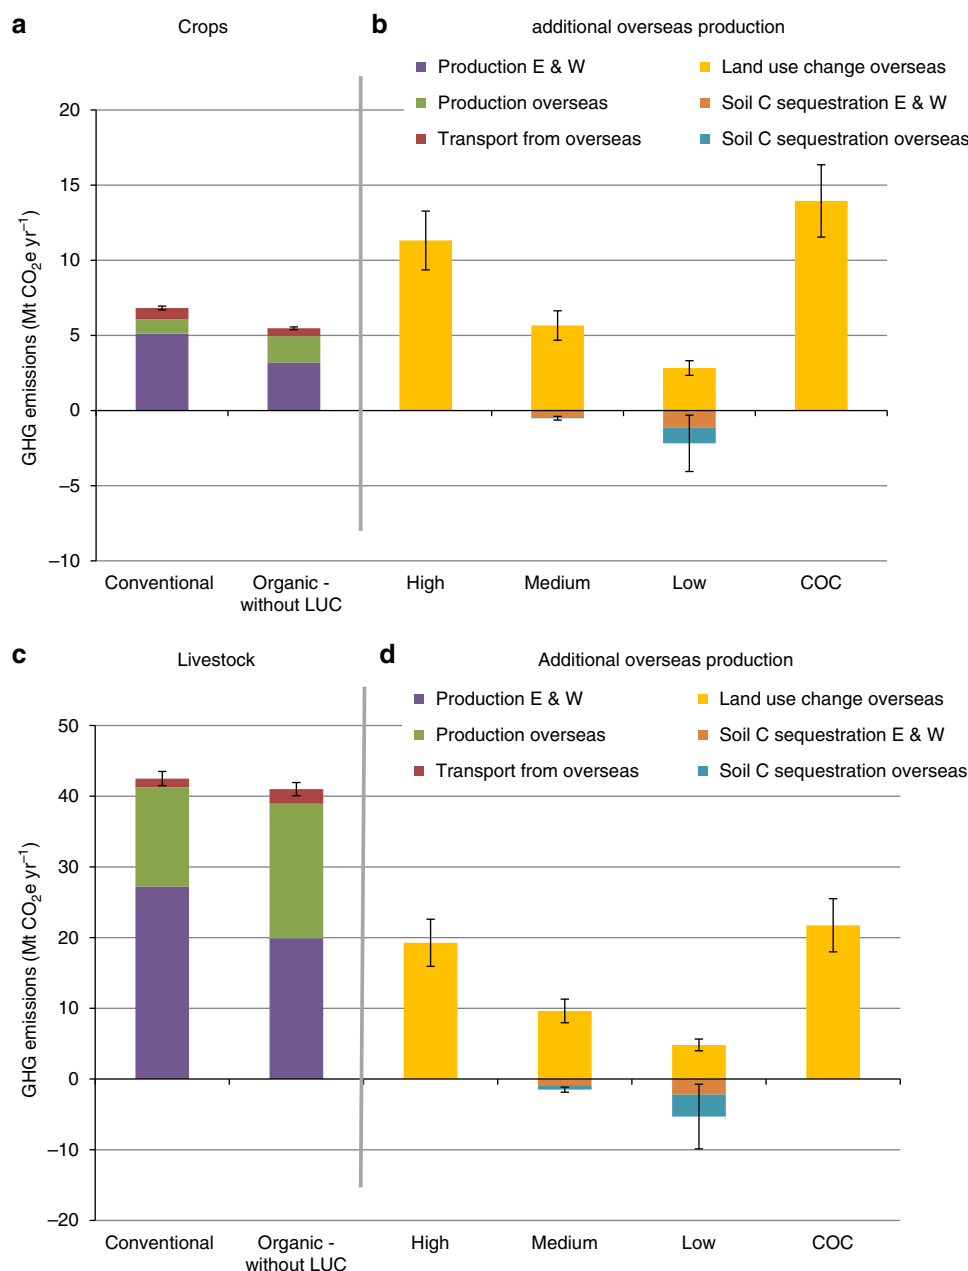 a
Crops
b
additional overseas production
Production E & W
Land use change overseas
Production overseas
Soil C sequestration E & W
Transport from overseas
Soil C sequestration overseas
GHG emissions (Mt CO₂e yr⁻¹)
20
15
10
5
0
–5
–10
Conventional
Organic -
without LUC
High
Medium
Low
COC
c
Livestock
d
Additional overseas production
Production E & W
Land use change overseas
Production overseas
Soil C sequestration E & W
Transport from overseas
Soil C sequestration overseas
GHG emissions (Mt CO₂e yr⁻¹)
50
40
30
20
10
0
–10
–20
Conventional
Organic -
without LUC
High
Medium
Low
COC